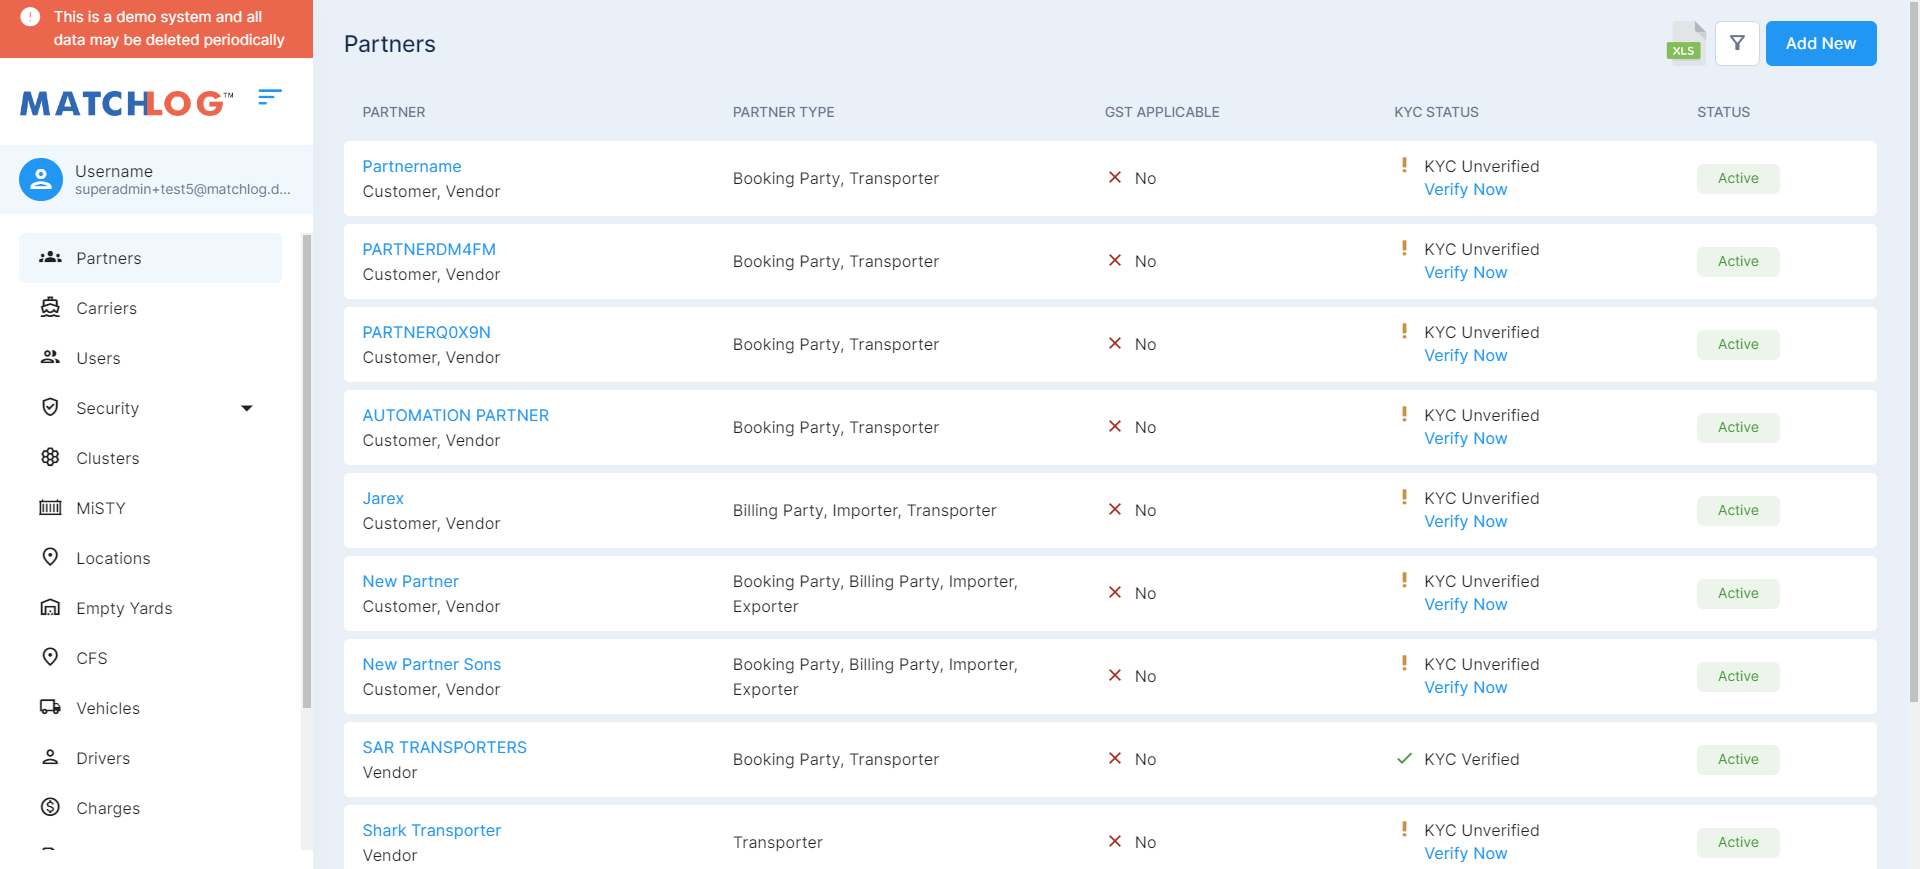 This is a demo system and all
data may be deleted periodically
MATCHLOG™
Username
superadmin+test5@matchlog.d...
Partners
Carriers
Users
Security
Clusters
MiSTY
Locations
Empty Yards
CFS
Vehicles
Drivers
Charges
Partners
XLS
Add New
PARTNER PARTNER TYPE GST APPLICABLE KYC STATUS STATUS
Partnername
Customer, Vendor
Booking Party, Transporter
No
KYC Unverified
Verify Now
Active
PARTNERDM4FM
Customer, Vendor
Booking Party, Transporter
No
KYC Unverified
Verify Now
Active
PARTNERQ0X9N
Customer, Vendor
Booking Party, Transporter
No
KYC Unverified
Verify Now
Active
AUTOMATION PARTNER
Customer, Vendor
Booking Party, Transporter
No
KYC Unverified
Verify Now
Active
Jarex
Customer, Vendor
Billing Party, Importer, Transporter
No
KYC Unverified
Verify Now
Active
New Partner
Customer, Vendor
Booking Party, Billing Party, Importer,
Exporter
No
KYC Unverified
Verify Now
Active
New Partner Sons
Customer, Vendor
Booking Party, Billing Party, Importer,
Exporter
No
KYC Unverified
Verify Now
Active
SAR TRANSPORTERS
Vendor
Booking Party, Transporter
No
KYC Verified
Active
Shark Transporter
Vendor
Transporter
No
KYC Unverified
Verify Now
Active